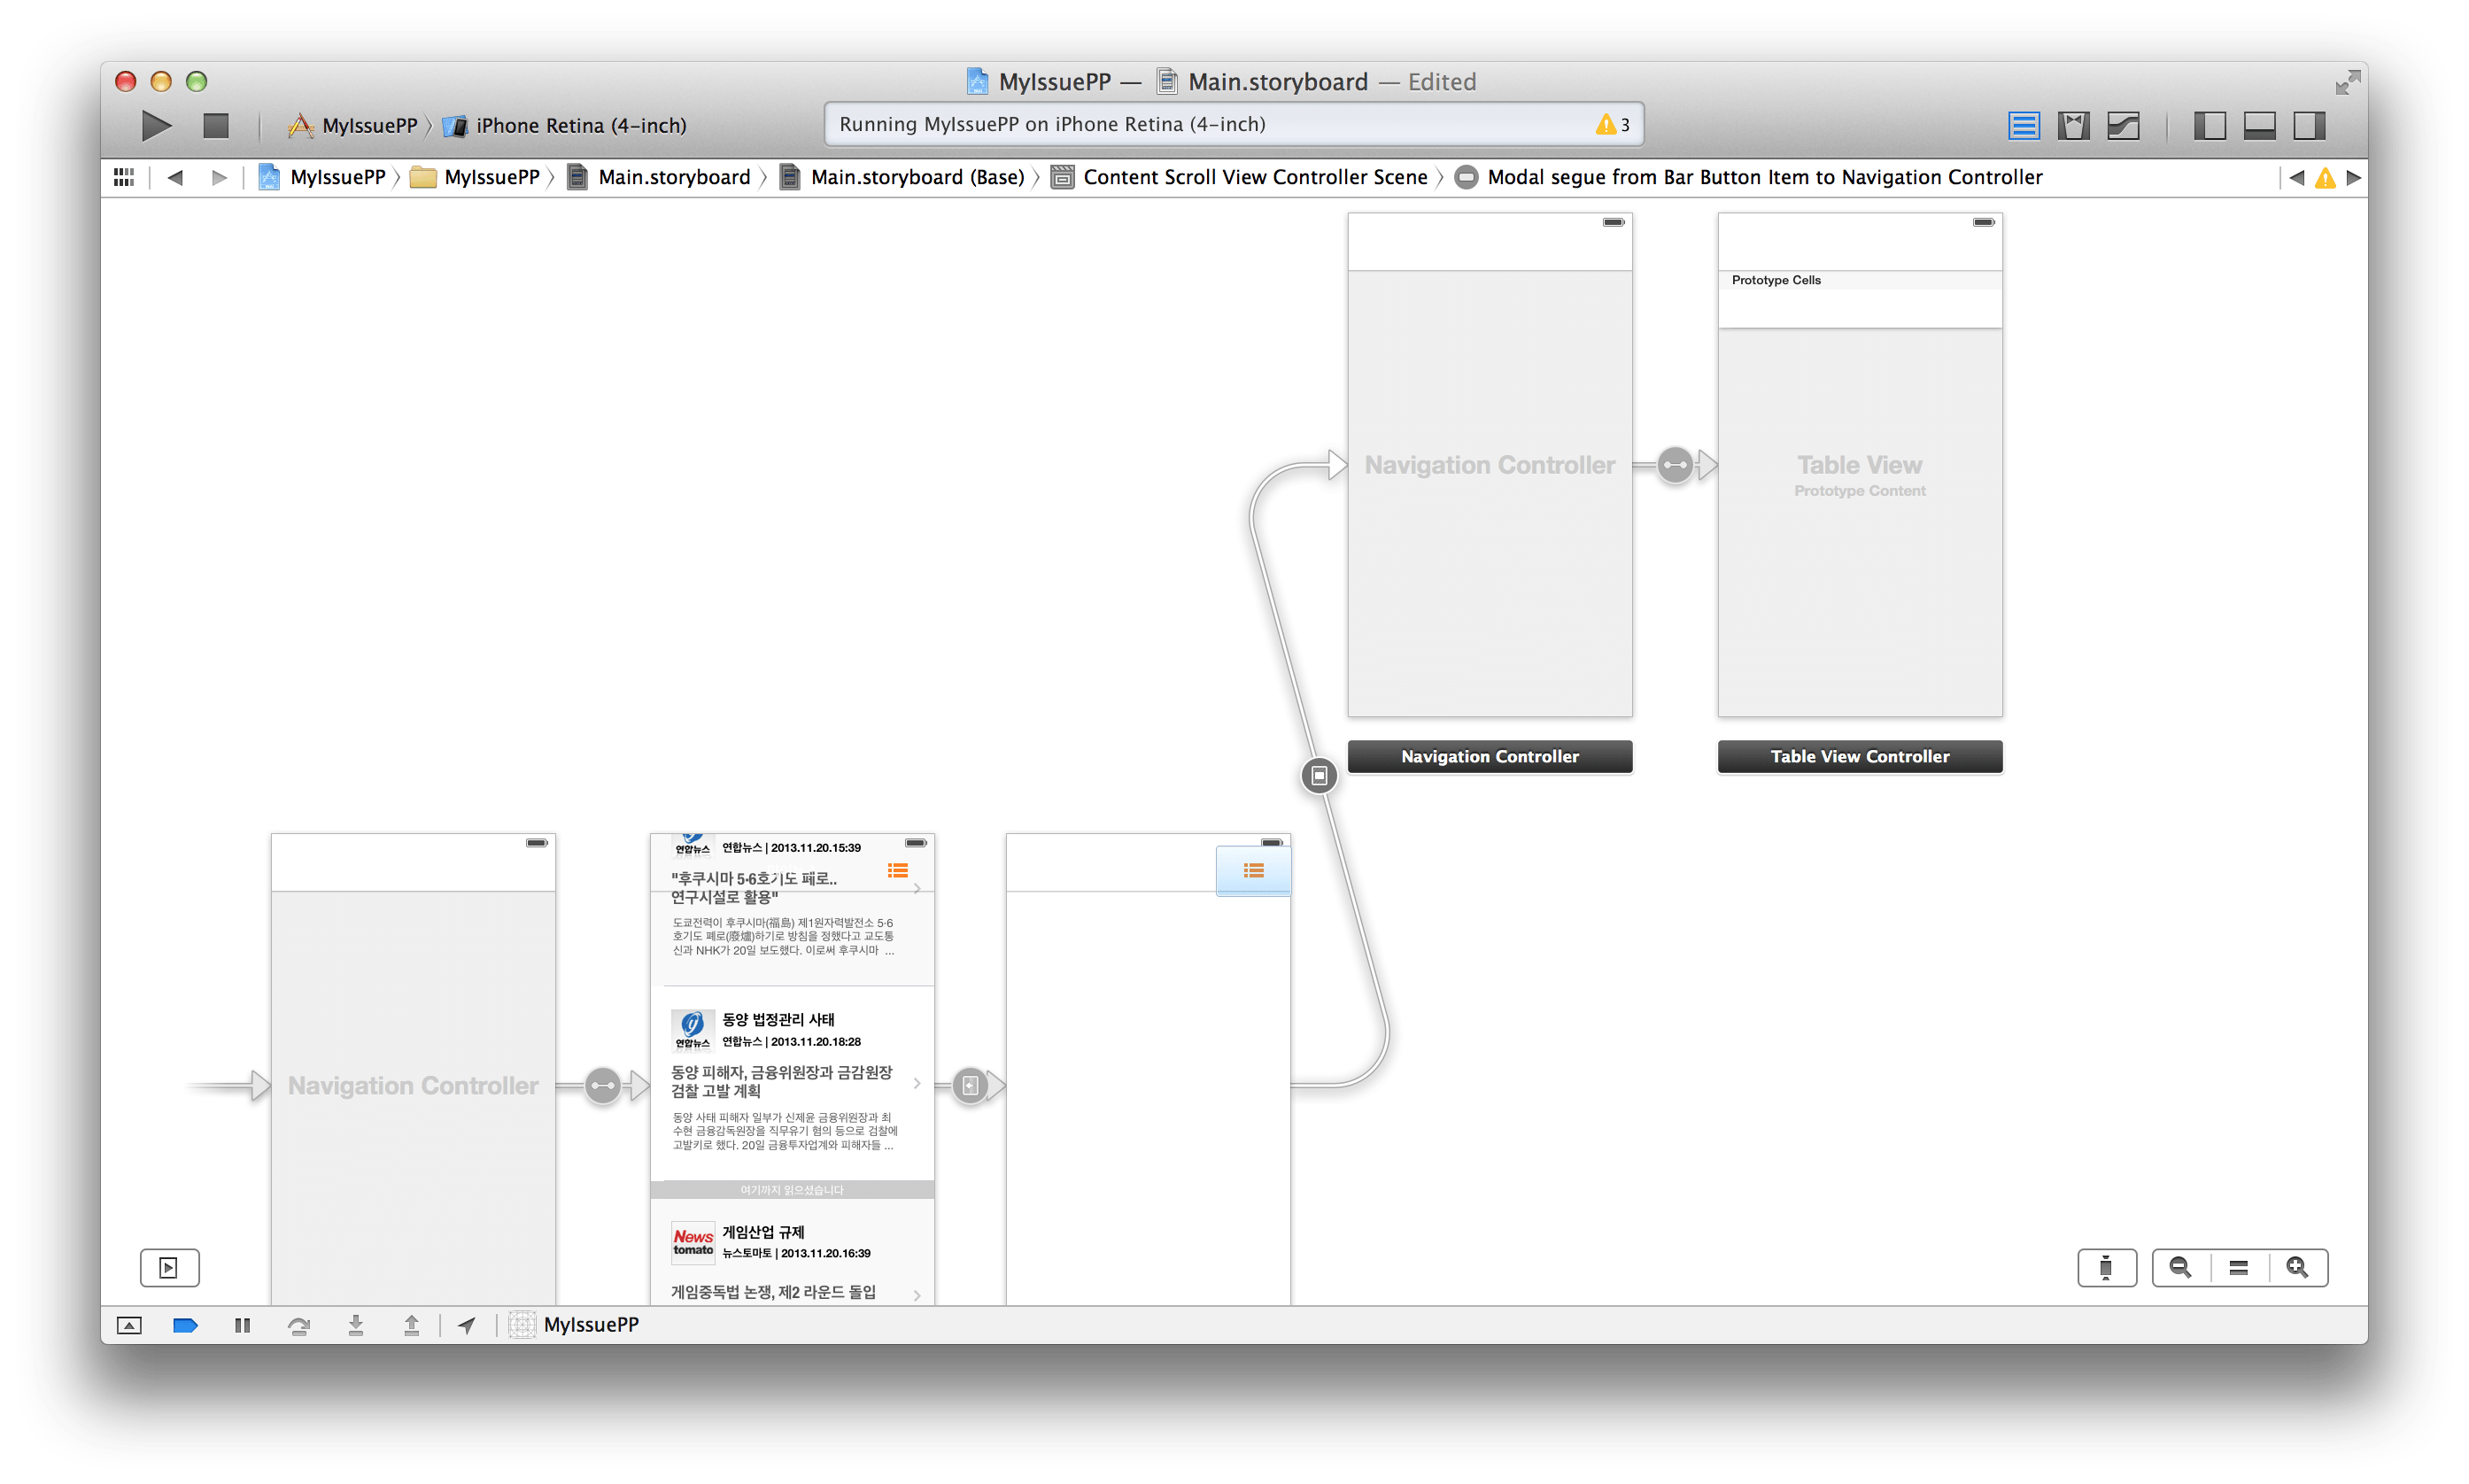 MyIssuePP — Main.storyboard — Edited
MyIssuePP
iPhone Retina (4-inch)
Running MyIssuePP on iPhone Retina (4-inch)
3
MyIssuePP
MyIssuePP
Main.storyboard
Main.storyboard (Base)
Content Scroll View Controller Scene
Modal segue from Bar Button Item to Navigation Controller
Prototype Cells
Navigation Controller
Table View
Prototype Content
Navigation Controller
Table View Controller
Navigation Controller
연합뉴스
연합뉴스 | 2013.11.20.15:39
"후쿠시마 5·6호기도 폐로..
연구시설로 활용"
도쿄전력이 후쿠시마(福島) 제1원자력발전소 5·6
호기도 폐로(廢爐)하기로 방침을 정했다고 교도통
신과 NHK가 20일 보도했다. 이로써 후쿠시마 ...
연합뉴스
동양 법정관리 사태
연합뉴스 | 2013.11.20.18:28
동양 피해자, 금융위원장과 금감원장
검찰 고발 계획
동양 사태 피해자 일부가 신제윤 금융위원장과 최
수현 금융감독원장을 직무유기 혐의 등으로 검찰에
고발키로 했다. 20일 금융투자업계와 피해자들 ...
여기까지 읽으셨습니다
News
tomato
게임산업 규제
뉴스토마토 | 2013.11.20.16:39
게임중독법 논쟁, 제2 라운드 돌입
MyIssuePP